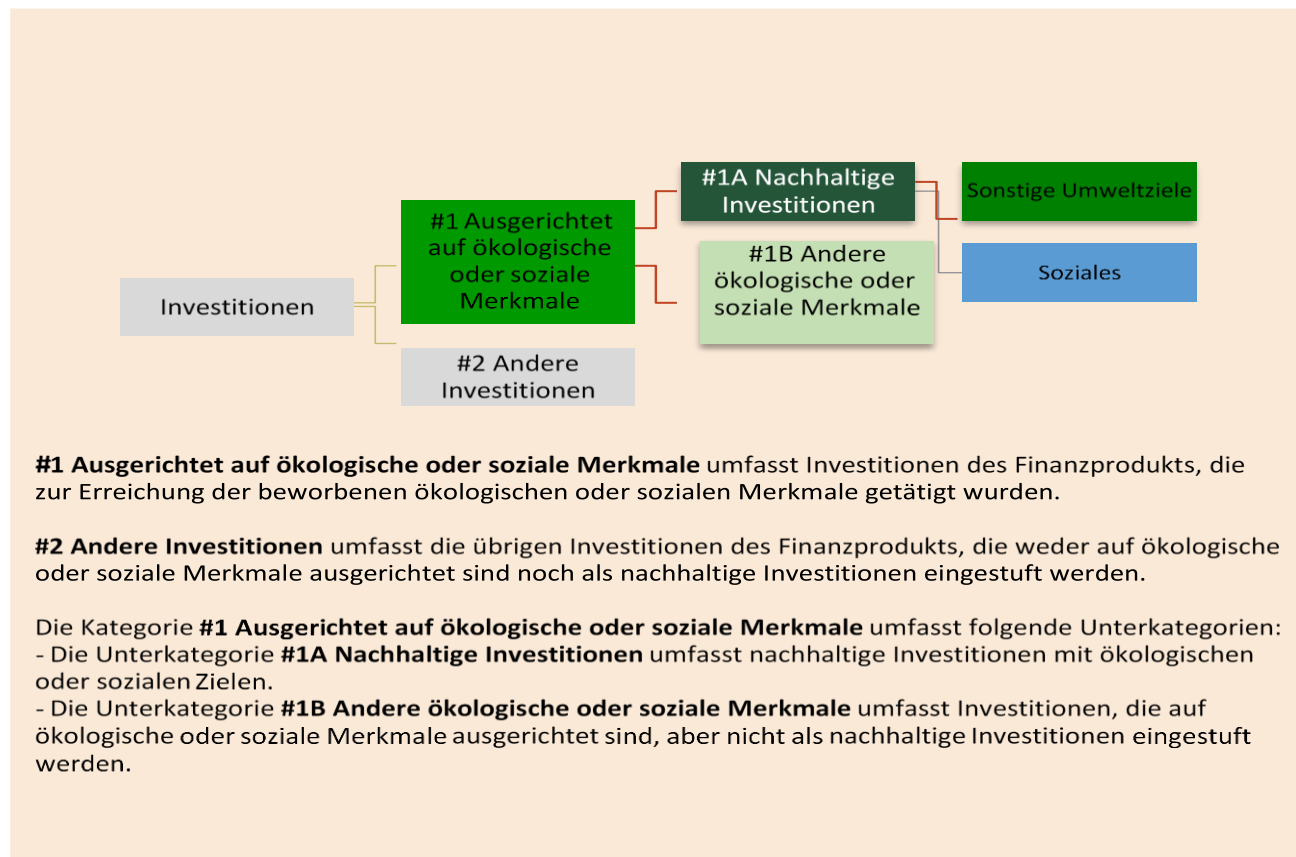 #1A Nachhaltige
Investitionen
Sonstige Umweltziele
#1 Ausgerichtet
auf ökologische
oder soziale
Merkmale
#1B Andere
ökologische oder
soziale Merkmale
Soziales
Investitionen
#2 Andere
Investitionen
#1 Ausgerichtet auf ökologische oder soziale Merkmale umfasst Investitionen des Finanzprodukts, die
zur Erreichung der beworbenen ökologischen oder sozialen Merkmale getätigt wurden.
#2 Andere Investitionen umfasst die übrigen Investitionen des Finanzprodukts, die weder auf ökologische
oder soziale Merkmale ausgerichtet sind noch als nachhaltige Investitionen eingestuft werden.
Die Kategorie #1 Ausgerichtet auf ökologische oder soziale Merkmale umfasst folgende Unterkategorien:
- Die Unterkategorie #1A Nachhaltige Investitionen umfasst nachhaltige Investitionen mit ökologischen
oder sozialen Zielen.
- Die Unterkategorie #1B Andere ökologische oder soziale Merkmale umfasst Investitionen, die auf
ökologische oder soziale Merkmale ausgerichtet sind, aber nicht als nachhaltige Investitionen eingestuft
werden.